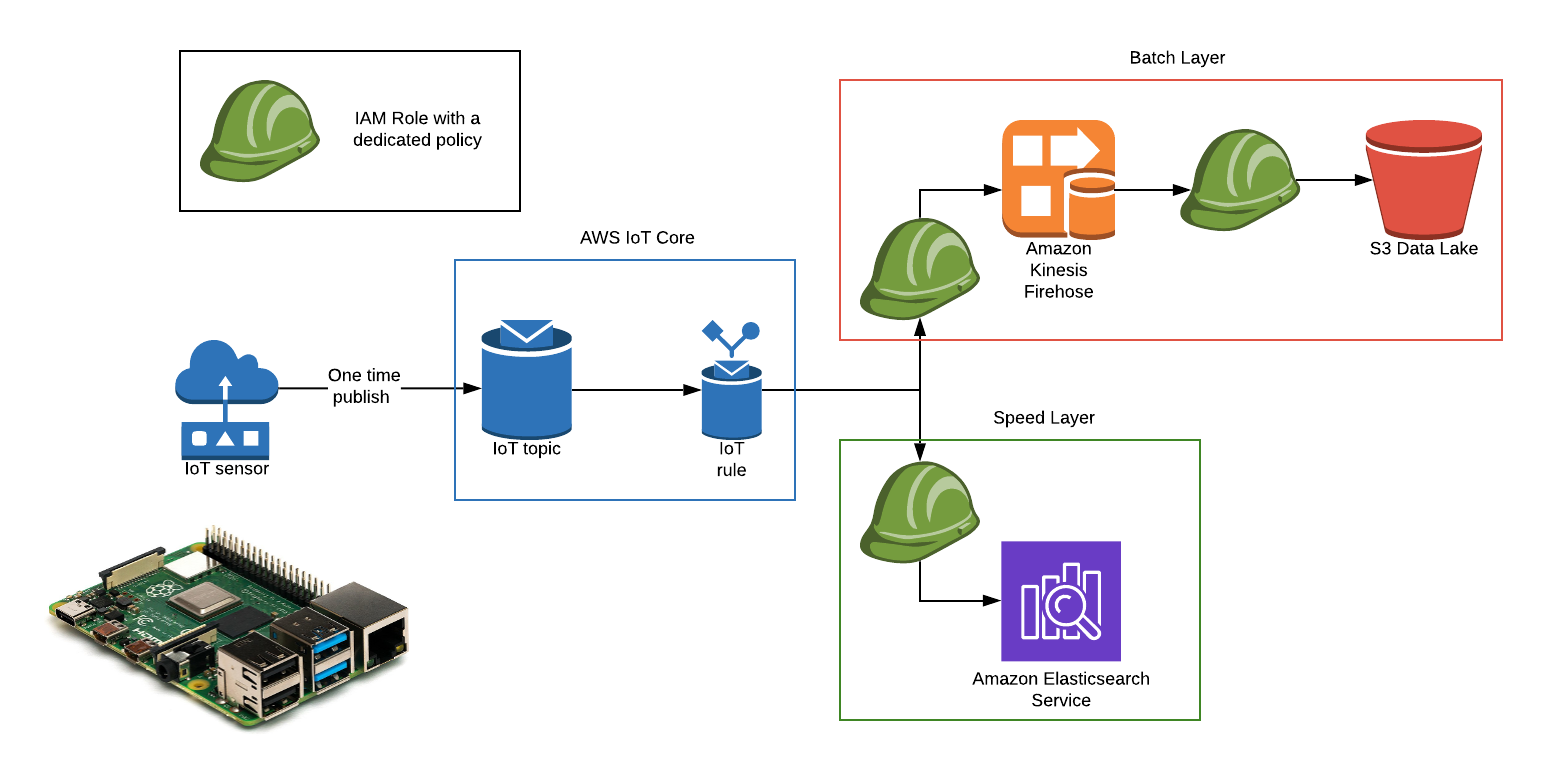 Batch Layer
IAM Role with a
dedicated policy
Amazon
Kinesis
Firehose
S3 Data Lake
AWS IoT Core
One time
publish
IoT sensor
IoT topic
IoT
rule
Speed Layer
Amazon Elasticsearch
Service